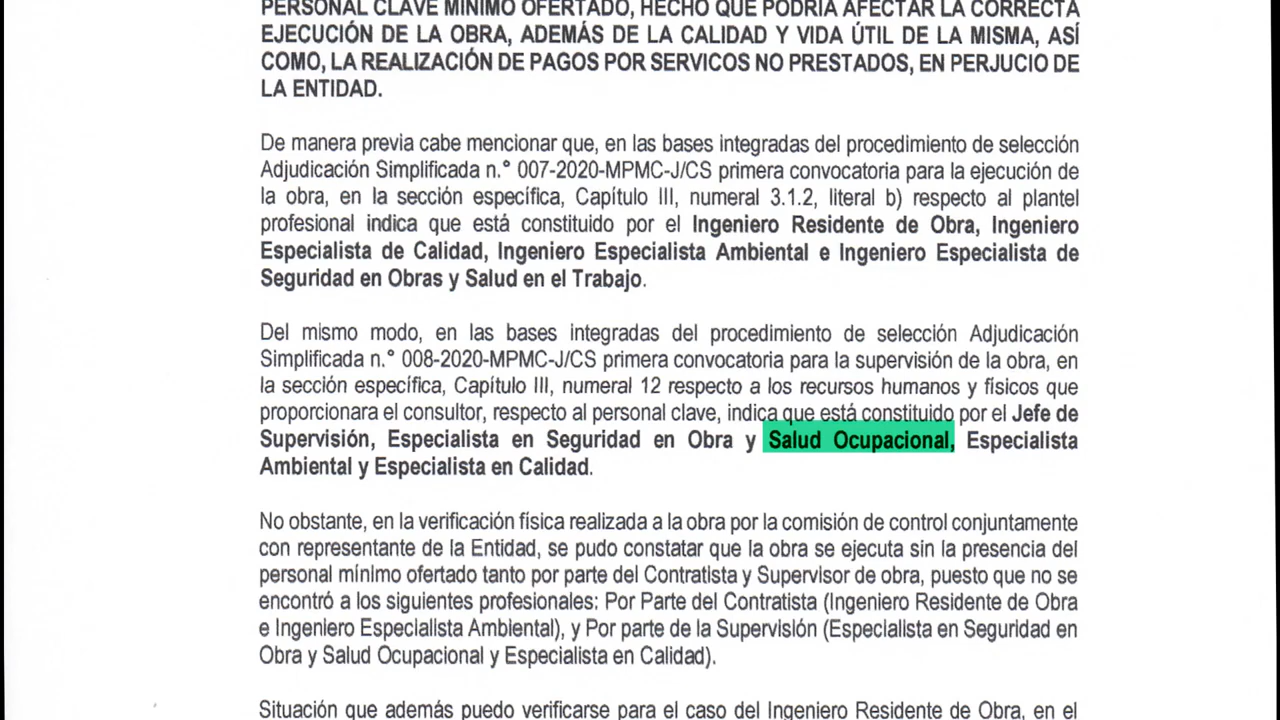 PERSONAL CLAVE MÍNIMO OFERTADO, HECHO QUE PODRÍA AFECTAR LA CORRECTA
EJECUCIÓN DE LA OBRA, ADEMÁS DE LA CALIDAD Y VIDA ÚTIL DE LA MISMA, ASÍ
COMO, LA REALIZACIÓN DE PAGOS POR SERVICOS NO PRESTADOS, EN PERJUCIO DE
LA ENTIDAD.
De manera previa cabe mencionar que, en las bases integradas del procedimiento de selección
Adjudicación Simplificada n.° 007-2020-MPMC-J/CS primera convocatoria para la ejecución de
la obra, en la sección específica, Capítulo III, numeral 3.1.2, literal b) respecto al plantel
profesional indica que está constituido por el Ingeniero Residente de Obra, Ingeniero
Especialista de Calidad, Ingeniero Especialista Ambiental e Ingeniero Especialista de
Seguridad en Obras y Salud en el Trabajo.
Del mismo modo, en las bases integradas del procedimiento de selección Adjudicación
Simplificada n.° 008-2020-MPMC-J/CS primera convocatoria para la supervisión de la obra, en
la sección específica, Capítulo III, numeral 12 respecto a los recursos humanos y físicos que
proporcionara el consultor, respecto al personal clave, indica que está constituido por el Jefe de
Supervisión, Especialista en Seguridad en Obra y Salud Ocupacional, Especialista
Ambiental y Especialista en Calidad.
No obstante, en la verificación física realizada a la obra por la comisión de control conjuntamente
con representante de la Entidad, se pudo constatar que la obra se ejecuta sin la presencia del
personal mínimo ofertado tanto por parte del Contratista y Supervisor de obra, puesto que no se
encontró a los siguientes profesionales: Por Parte del Contratista (Ingeniero Residente de Obra
e Ingeniero Especialista Ambiental), y Por parte de la Supervisión (Especialista en Seguridad en
Obra y Salud Ocupacional y Especialista en Calidad).
Situación que además puedo verificarse para el caso del Ingeniero Residente de Obra, en el